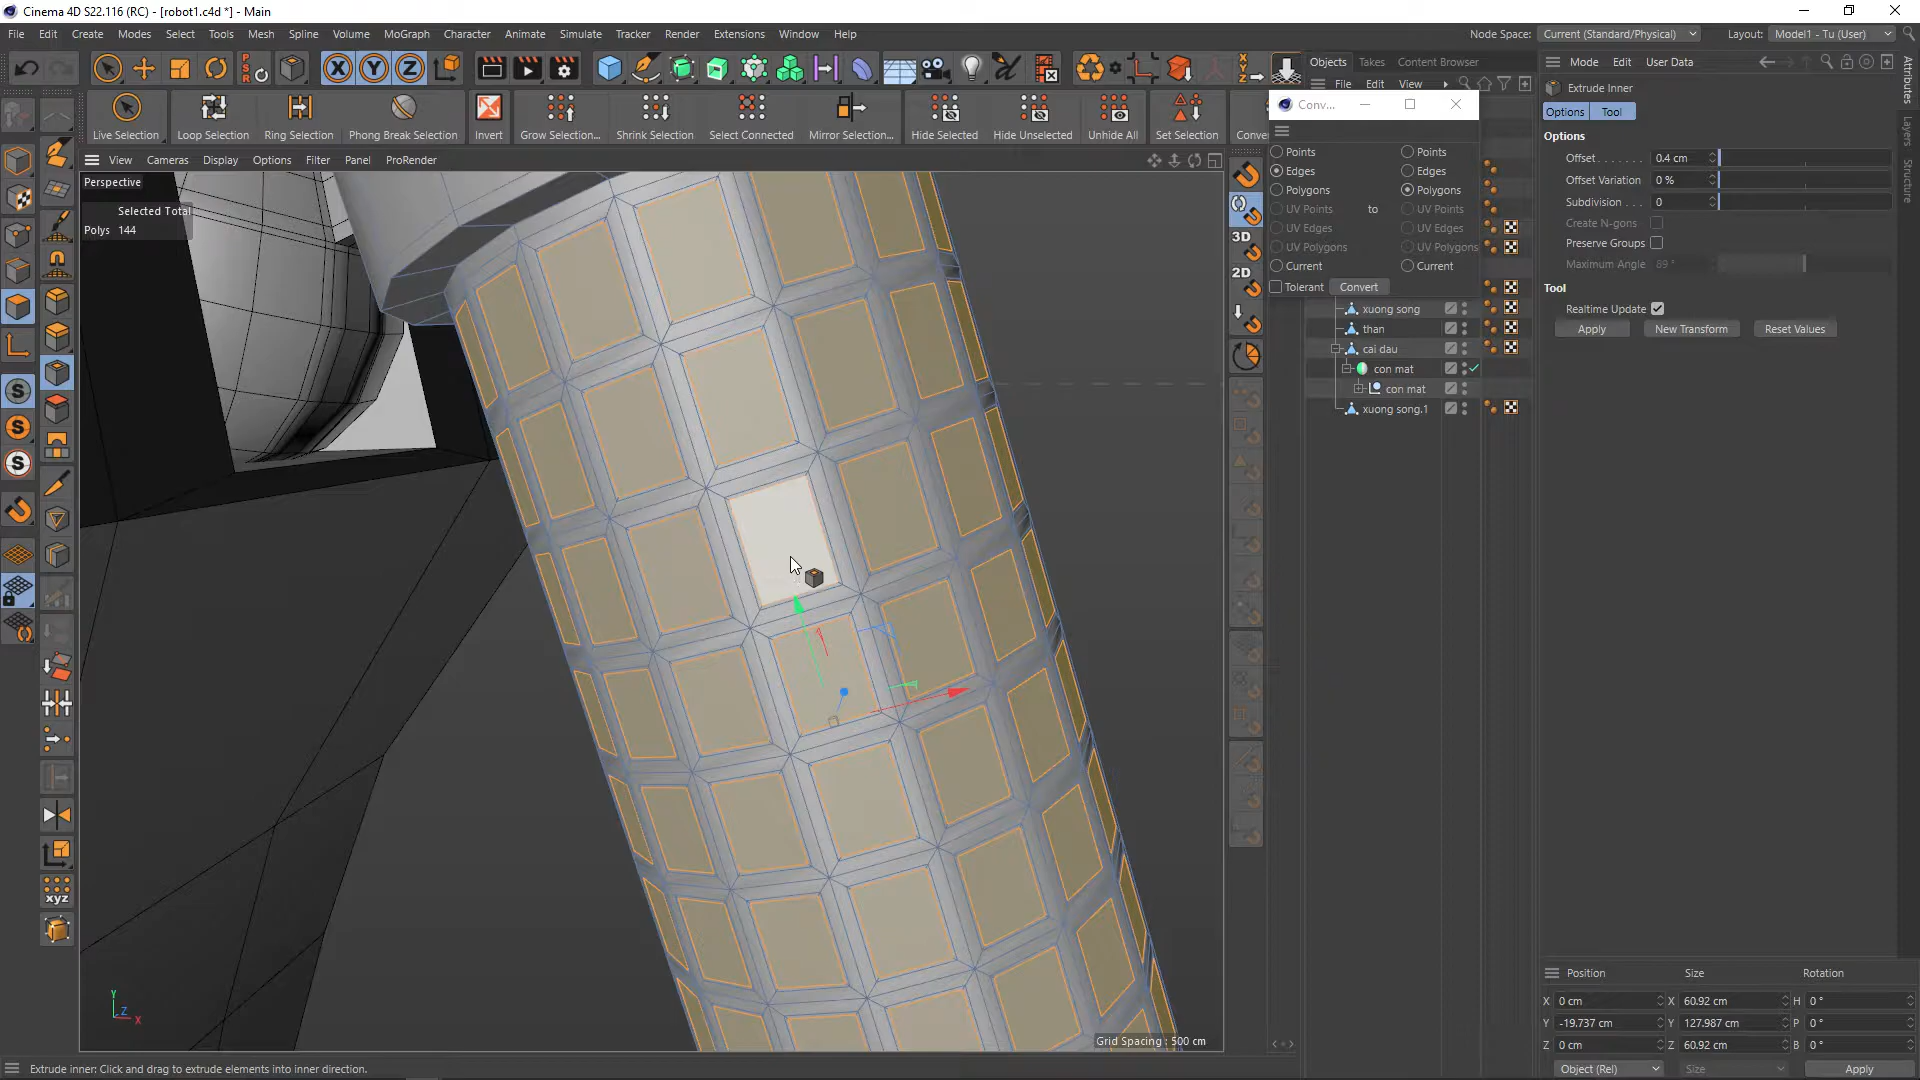 Cinema 4D S22.116 (RC) - [robot1.c4d *] - Main
File Edit Create Modes Select Tools Mesh Spline Volume MoGraph Character Animate Simulate Tracker Render Extensions Window Help
Node Space: Current (Standard/Physical) Layout: Model1 - Tu (User)
Live Selection Loop Selection Ring Selection Phong Break Selection Invert Grow Selection... Shrink Selection Select Connected Mirror Selection... Hide Selected Hide Unselected Unhide All Set Selection Conve
View Cameras Display Options Filter Panel ProRender
Perspective
Selected Total
Polys 144
Grid Spacing : 500 cm
Y
Z
X
PSR
3D
2D
xyz
Objects Takes Content Browser
File Edit View
Conv...
Points Points
Edges Edges
Polygons Polygons
UV Points to UV Points
UV Edges UV Edges
UV Polygons UV Polygons
Current Current
Tolerant Convert
xuong song
than
cai dau
con mat
con mat
xuong song.1
Mode Edit User Data
Extrude Inner
Options Tool
Options
Offset . . . . . . 0.4 cm
Offset Variation 0 %
Subdivision . . 0
Create N-gons
Preserve Groups
Maximum Angle 89 °
Tool
Realtime Update
Apply New Transform Reset Values
Attributes
Layers
Structure
Position Size Rotation
X 0 cm X 60.92 cm H 0 °
Y -19.737 cm Y 127.987 cm P 0 °
Z 0 cm Z 60.92 cm B 0 °
Object (Rel) Size Apply
Extrude inner: Click and drag to extrude elements into inner direction.